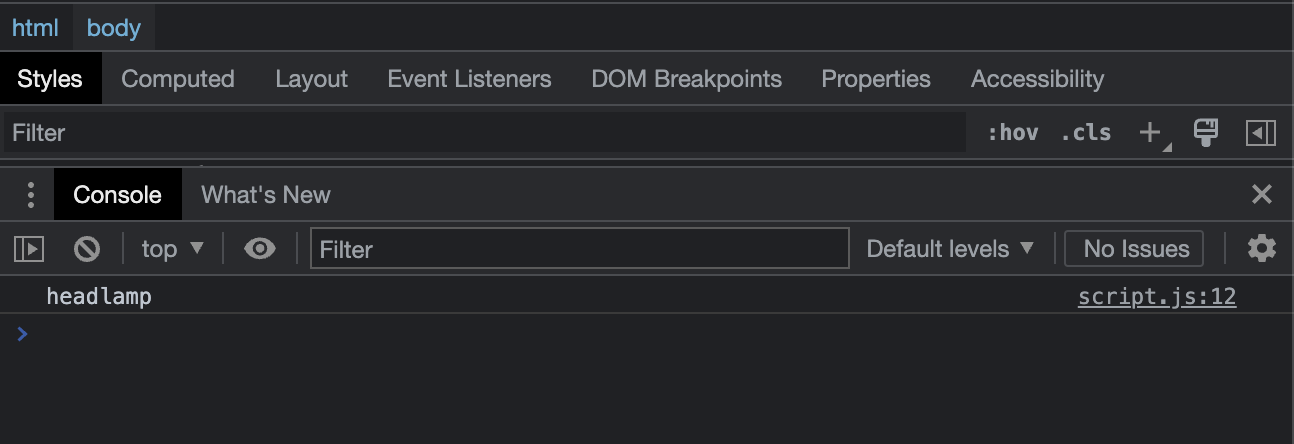 html body
Styles Computed Layout Event Listeners DOM Breakpoints Properties Accessibility
Filter :hov .cls
Console What's New
top Filter Default levels No Issues
headlamp script.js:12